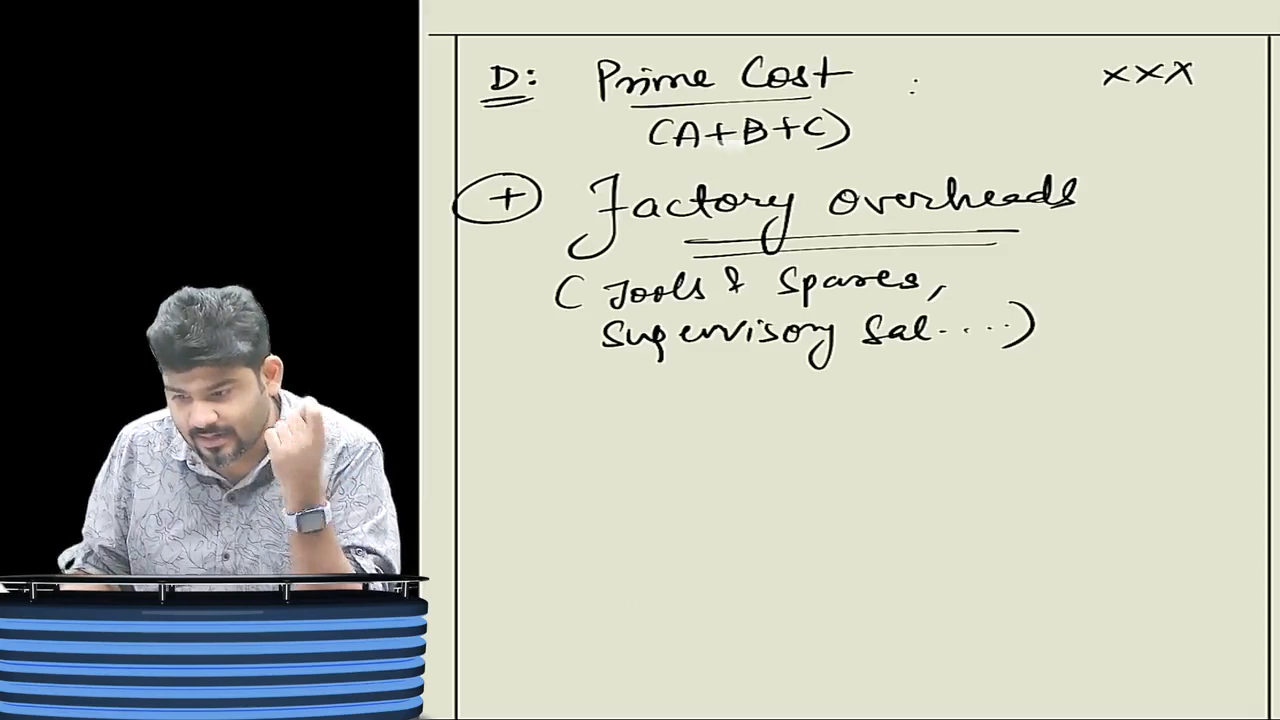 D: Prime Cost : xxx
(A+B+C)
+ Factory overheads
( Tools & Spares,
Supervisory Sal.....)